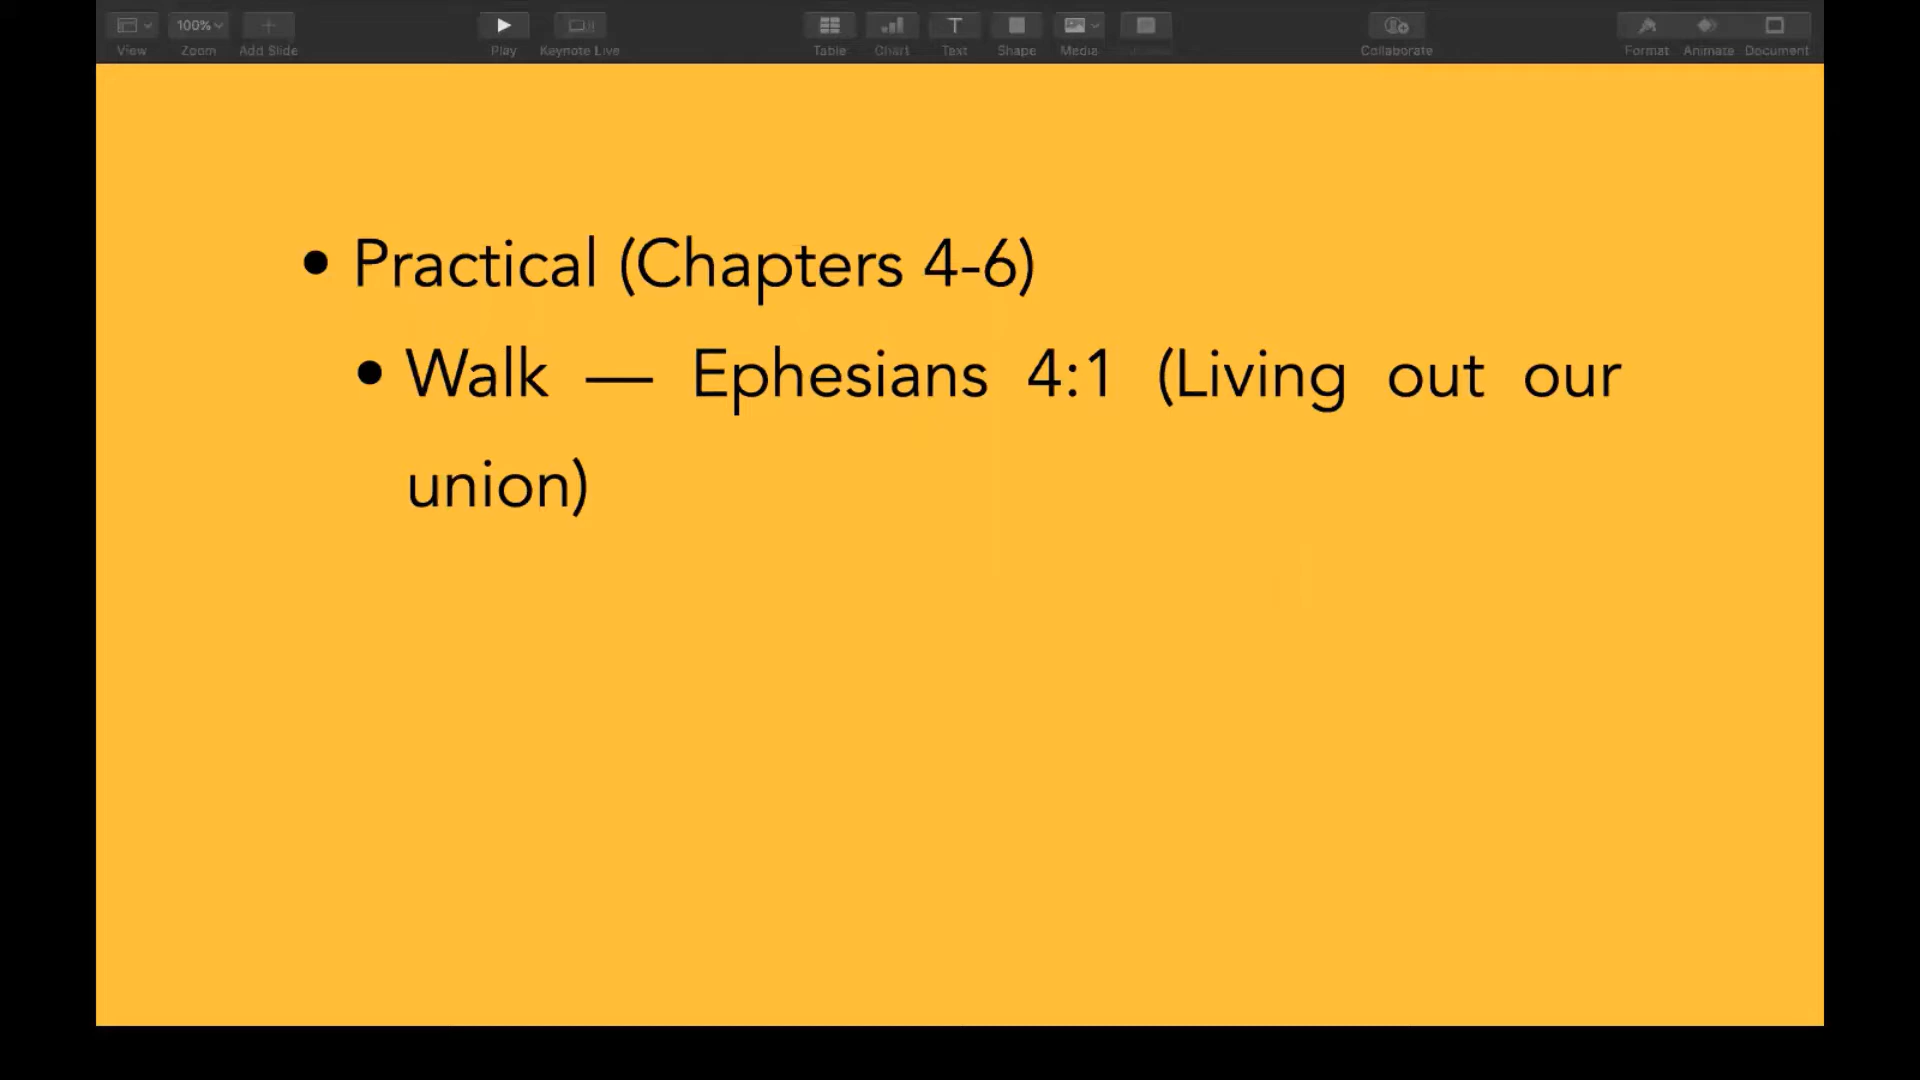 100%
View Zoom Add Slide Play Keynote Live Table Chart Text Shape Media Collaborate Format Animate Document
• Practical (Chapters 4-6)
• Walk — Ephesians 4:1 (Living out our
union)